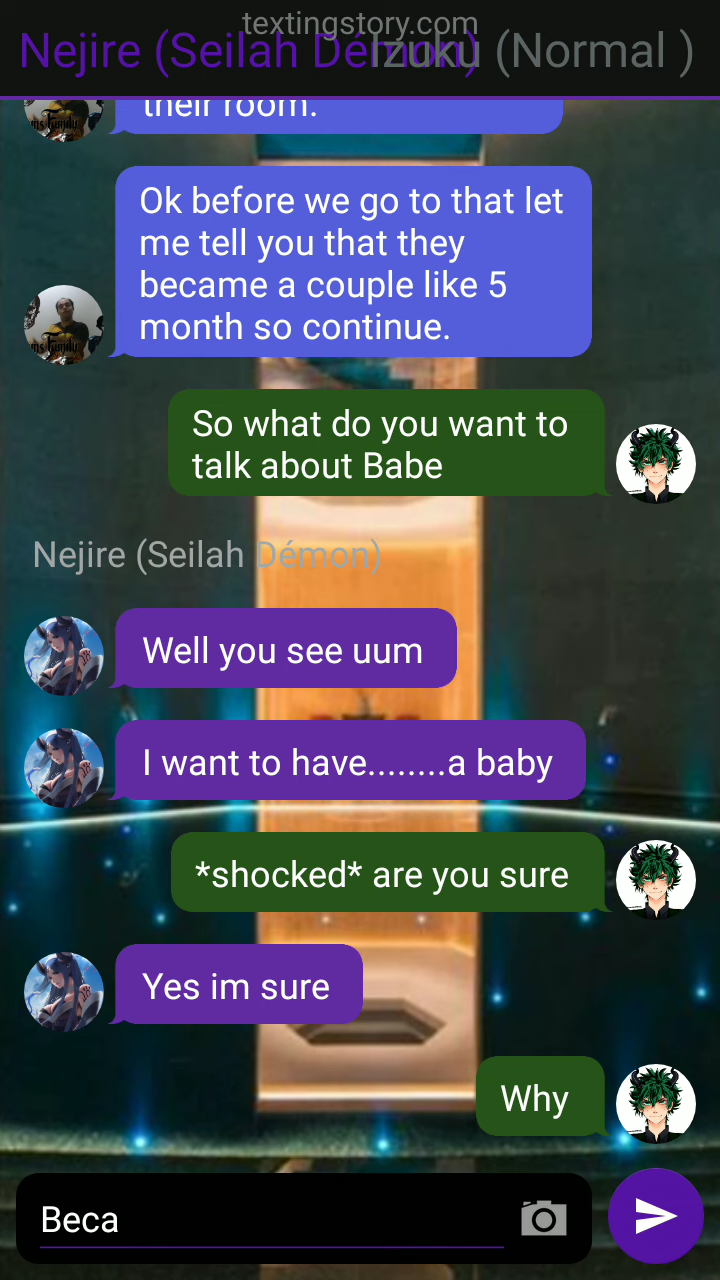 textingstory.com
Nejire (Seilah Démon)
Izuku (Normal )
their room.
Ok before we go to that let
me tell you that they
became a couple like 5
month so continue.
So what do you want to
talk about Babe
Nejire (Seilah Démon)
Well you see uum
I want to have........a baby
*shocked* are you sure
Yes im sure
Why
Beca